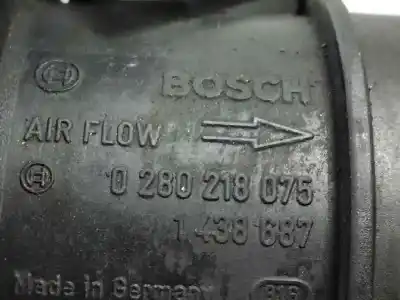 BOSCH
AIR FLOW
0 280 218 075
1 438 687
Made in Germany